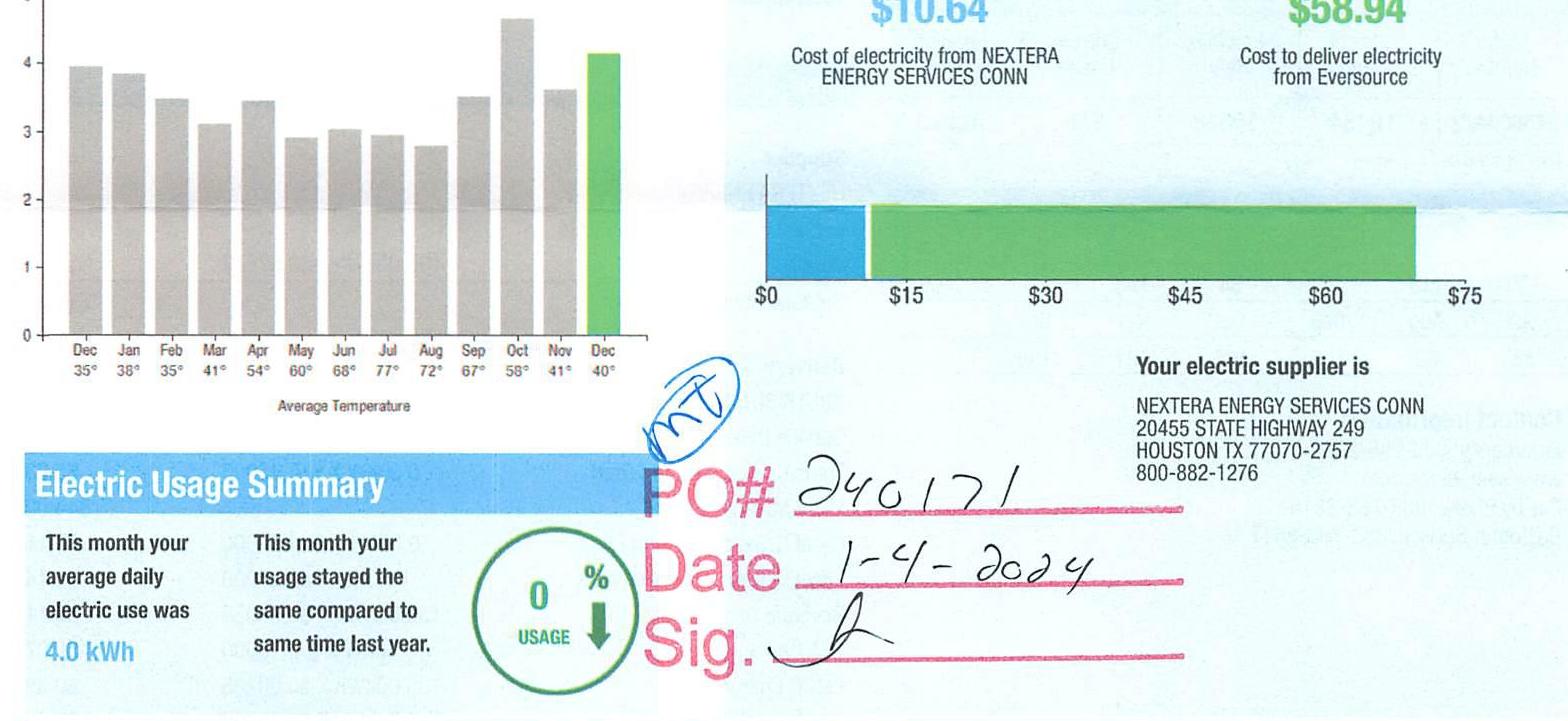 $10.64
Cost of electricity from NEXTERA
ENERGY SERVICES CONN
$58.94
Cost to deliver electricity
from Eversource
4
3
2
1
0
Dec Jan Feb Mar Apr May Jun Jul Aug Sep Oct Nov Dec
35° 38° 35° 41° 54° 60° 68° 77° 72° 67° 58° 41° 40°
Average Temperature
$0 $15 $30 $45 $60 $75
Your electric supplier is
NEXTERA ENERGY SERVICES CONN
20455 STATE HIGHWAY 249
HOUSTON TX 77070-2757
800-882-1276
Electric Usage Summary
This month your
average daily
electric use was
4.0 kWh
This month your
usage stayed the
same compared to
same time last year.
0 %
USAGE
PO# 240171
Date 1-4-2024
Sig.